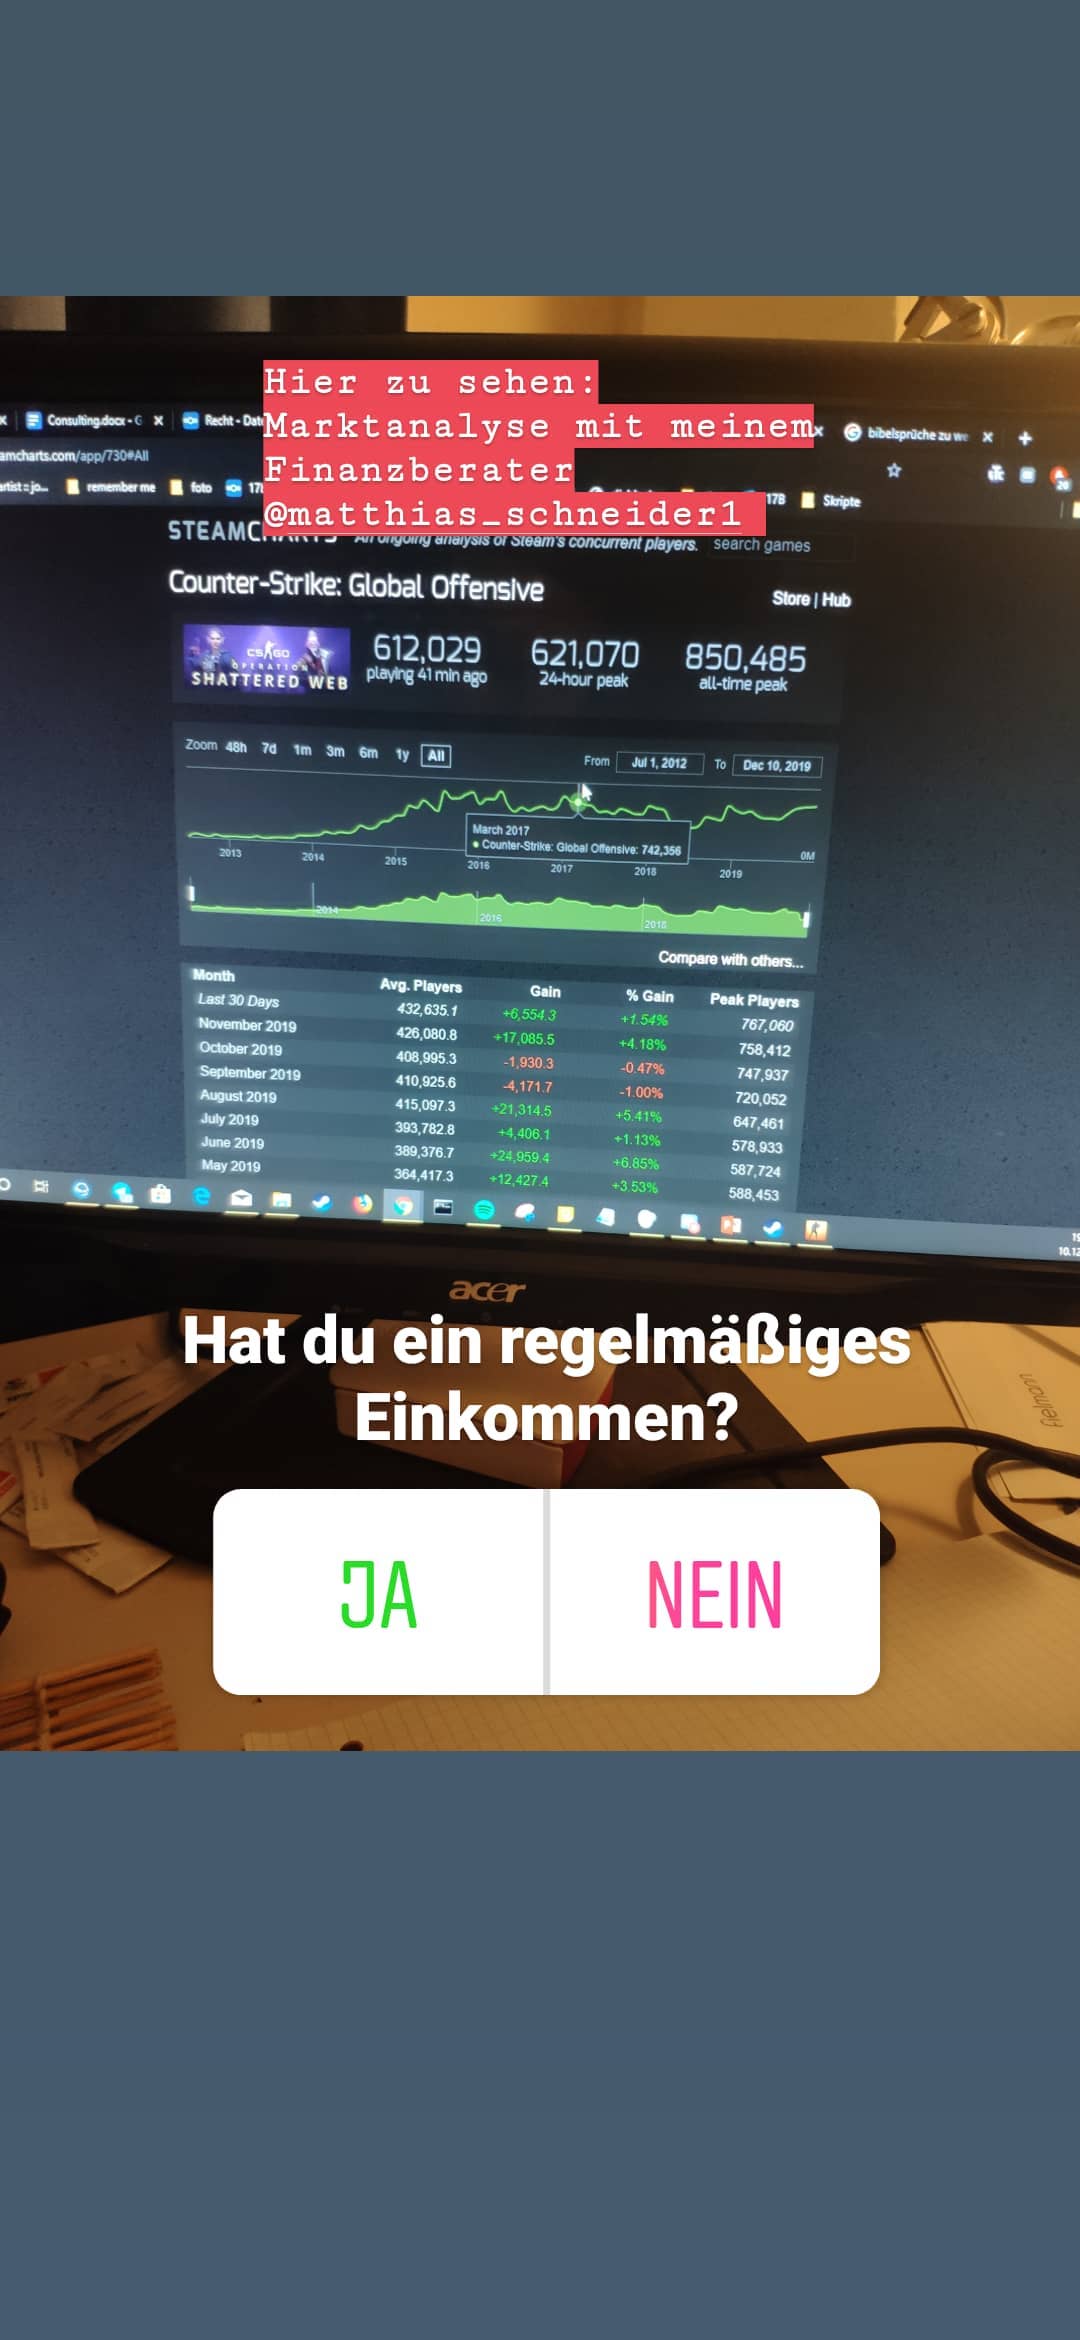 Hier zu sehen:
Marktanalyse mit meinem
Finanzberater
@matthias_schneider1
Consulting.docx - G
Recht - Date
bibelsprüche zu we
amcharts.com/app/730#All
remember me
foto
17B
Skripte
An ongoing analysis of Steam's concurrent players.
search games
Counter-Strike: Global Offensive
Store | Hub
CS GO
OPERATION
SHATTERED WEB
612,029
playing 41 min ago
621,070
24-hour peak
850,485
all-time peak
Zoom 48h 7d 1m 3m 6m 1y All
From Jul 1, 2012 To Dec 10, 2019
March 2017
Counter-Strike: Global Offensive: 742,356
0M
2013 2014 2015 2016 2017 2018 2019
2014 2016 2018
Compare with others...
Month Avg. Players Gain % Gain Peak Players
Last 30 Days 432,635.1 +6,554.3 +1.54% 767,060
November 2019 426,080.8 +17,085.5 +4.18% 758,412
October 2019 408,995.3 -1,930.3 -0.47% 747,937
September 2019 410,925.6 -4,171.7 -1.00% 720,052
August 2019 415,097.3 +21,314.5 +5.41% 647,461
July 2019 393,782.8 +4,406.1 +1.13% 578,933
June 2019 389,376.7 +24,959.4 +6.85% 587,724
May 2019 364,417.3 +12,427.4 +3.53% 588,453
10.12
acer
Hat du ein regelmäßiges
Einkommen?
fielmann
JA
NEIN